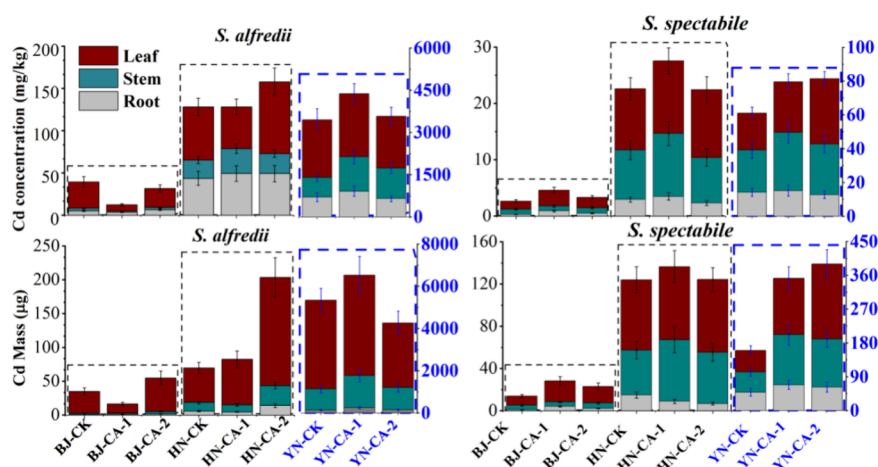 S. alfredii
S. spectabile
Cd concentration (mg/kg)
200
150
100
50
0
Leaf
Stem
Root
6000
4500
3000
1500
0
30
20
10
0
100
80
60
40
20
0
S. alfredii
S. spectabile
Cd Mass (µg)
250
200
150
100
50
0
8000
6000
4000
2000
0
160
120
80
40
0
450
360
270
180
90
0
BJ-CK
BJ-CA-1
BJ-CA-2
HN-CK
HN-CA-1
HN-CA-2
YN-CK
YN-CA-1
YN-CA-2
BJ-CK
BJ-CA-1
BJ-CA-2
HN-CK
HN-CA-1
HN-CA-2
YN-CK
YN-CA-1
YN-CA-2